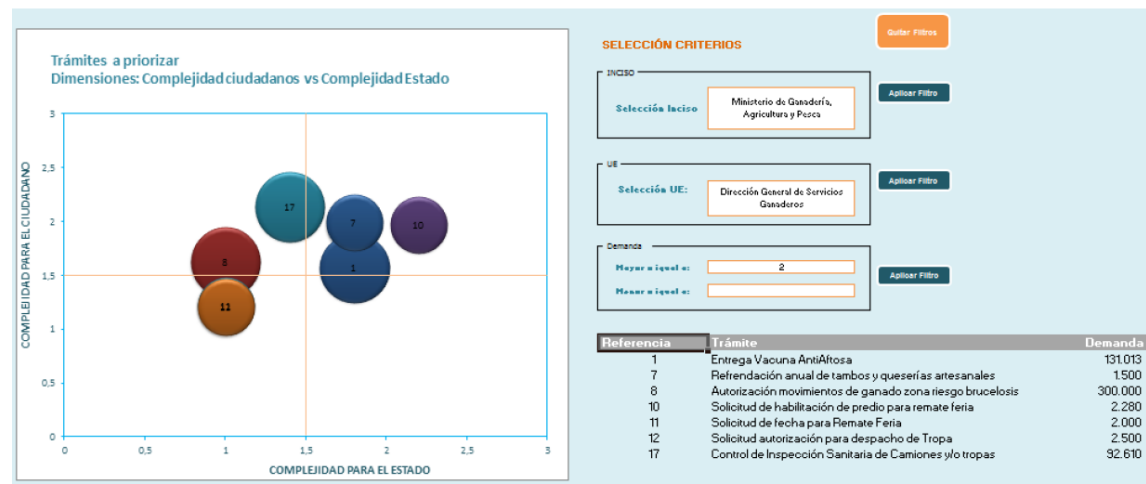 Trámites a priorizar
Dimensiones: Complejidad ciudadanos vs Complejidad Estado
COMPLEJIDAD PARA EL CIUDADANO
3
2,5
2
1,5
1
0,5
0
17
7
10
8
1
11
0
0,5
1
1,5
2
2,5
3
COMPLEJIDAD PARA EL ESTADO
Quitar Filtros
SELECCIÓN CRITERIOS
INCISO
Selección Inciso
Ministerio de Ganadería,
Agricultura y Pesca
Aplicar Filtro
UE
Selección UE:
Dirección General de Servicios
Ganaderos
Aplicar Filtro
Demanda
Mayor o igual a:
2
Menor o igual a:
Aplicar Filtro
Referencia Trámite Demanda
1 Entrega Vacuna AntiAftosa 131.013
7 Refrendación anual de tambos y queserías artesanales 1.500
8 Autorización movimientos de ganado zona riesgo brucelosis 300.000
10 Solicitud de habilitación de predio para remate feria 2.280
11 Solicitud de fecha para Remate Feria 2.000
12 Solicitud autorización para despacho de Tropa 2.500
17 Control de Inspección Sanitaria de Camiones y/o tropas 92.610